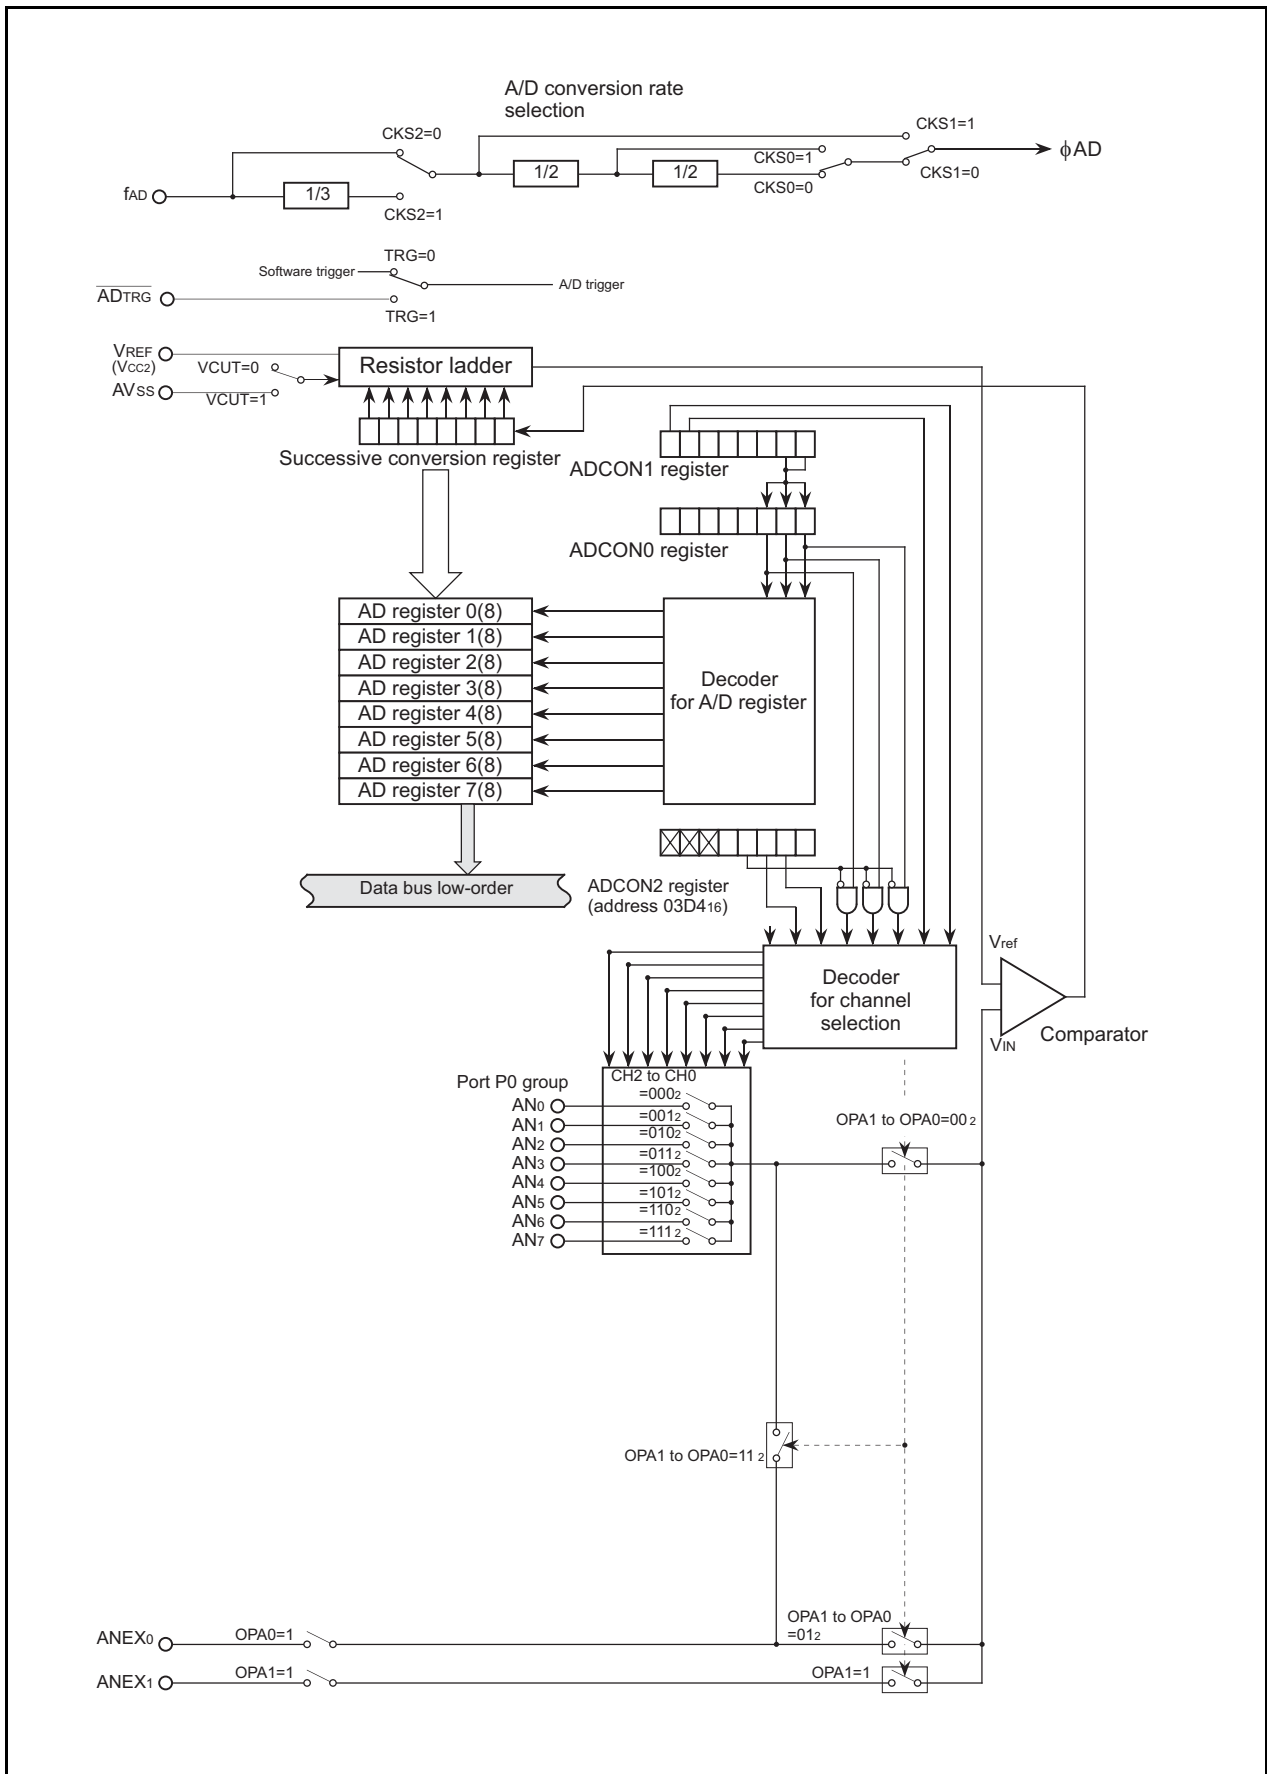 A/D conversion rate
selection
CKS2=0
CKS1=1
CKS0=1
φAD
fAD
1/3
1/2
1/2
CKS0=0
CKS1=0
CKS2=1
TRG=0
Software trigger
A/D trigger
ADTRG
TRG=1
VREF
(VCC2)
VCUT=0
Resistor ladder
AVSS
VCUT=1
Successive conversion register
ADCON1 register
ADCON0 register
AD register 0(8)
AD register 1(8)
AD register 2(8)
AD register 3(8)
AD register 4(8)
AD register 5(8)
AD register 6(8)
AD register 7(8)
Decoder
for A/D register
Data bus low-order
ADCON2 register
(address 03D416)
Decoder
for channel
selection
Vref
VIN
Comparator
Port P0 group
CH2 to CH0
AN0
=0002
AN1
=0012
AN2
=0102
AN3
=0112
AN4
=1002
AN5
=1012
AN6
=1102
AN7
=1112
OPA1 to OPA0=00 2
OPA1 to OPA0=11 2
OPA1 to OPA0
=012
ANEX0
OPA0=1
ANEX1
OPA1=1
OPA1=1